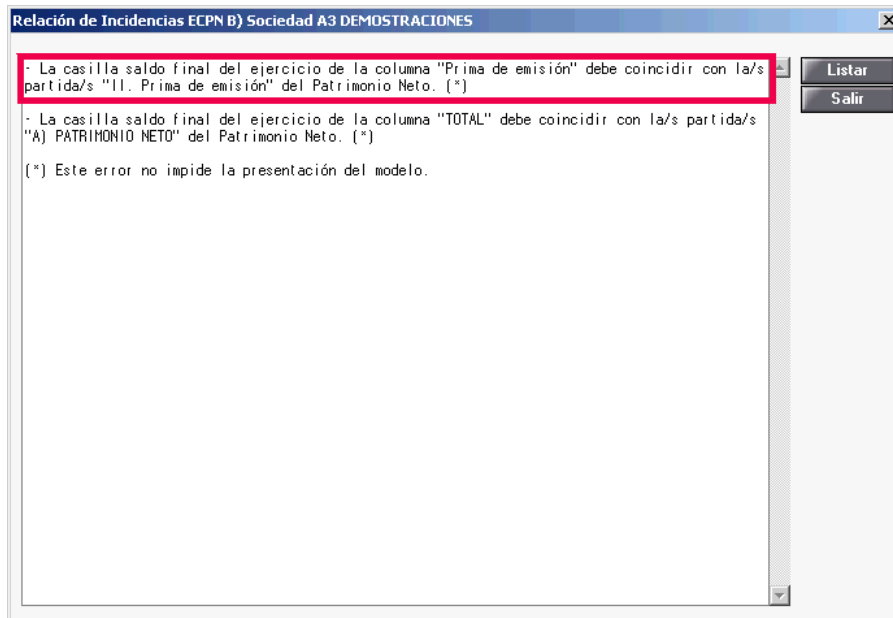 Relación de Incidencias ECPN B) Sociedad A3 DEMOSTRACIONES
- La casilla saldo final del ejercicio de la columna "Prima de emisión" debe coincidir con la/s
partida/s "II. Prima de emisión" del Patrimonio Neto. (*)
- La casilla saldo final del ejercicio de la columna "TOTAL" debe coincidir con la/s partida/s
"A) PATRIMONIO NETO" del Patrimonio Neto. (*)
(*) Este error no impide la presentación del modelo.
Listar
Salir